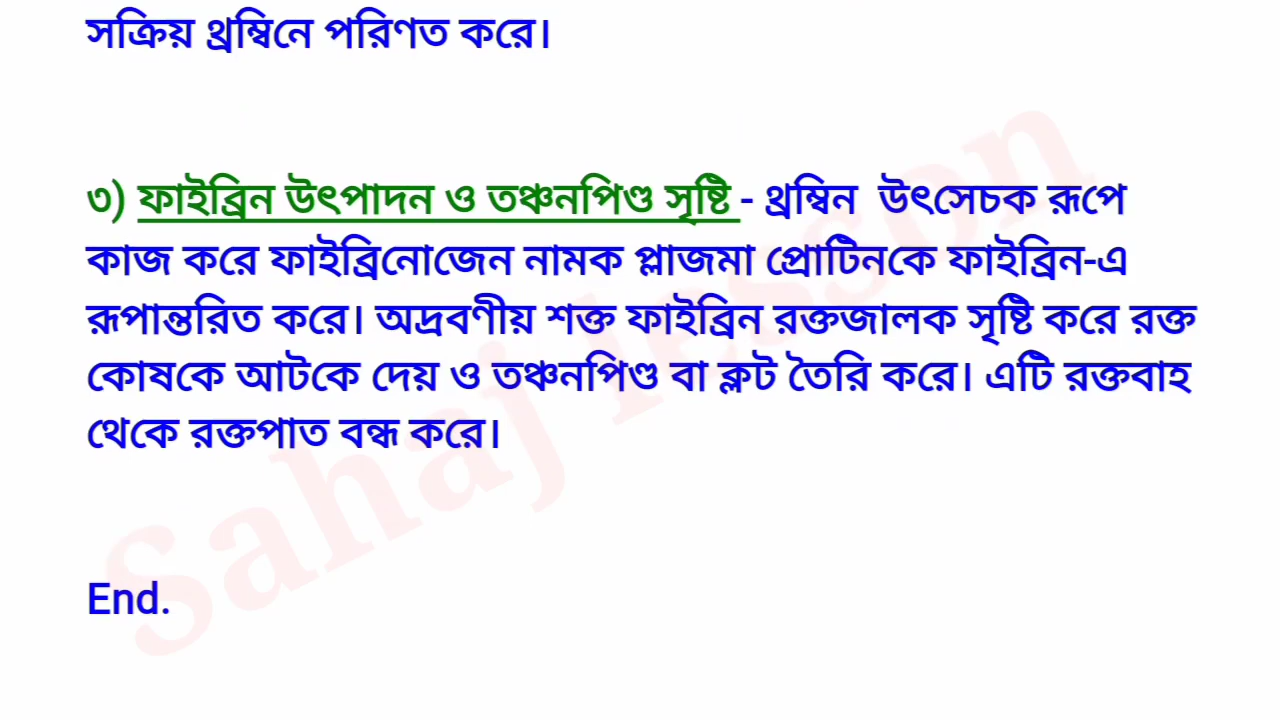 সক্রিয় থ্রম্বিনে পরিণত করে।
৩) ফাইব্রিন উৎপাদন ও তঞ্চনপিণ্ড সৃষ্টি - থ্রম্বিন উৎসেচক রূপে
কাজ করে ফাইব্রিনোজেন নামক প্লাজমা প্রোটিনকে ফাইব্রিন-এ
রূপান্তরিত করে। অদ্রবণীয় শক্ত ফাইব্রিন রক্তজালক সৃষ্টি করে রক্ত
কোষকে আটকে দেয় ও তঞ্চনপিণ্ড বা ক্লট তৈরি করে। এটি রক্তবাহ
থেকে রক্তপাত বন্ধ করে।
End.
Sahaj lesson